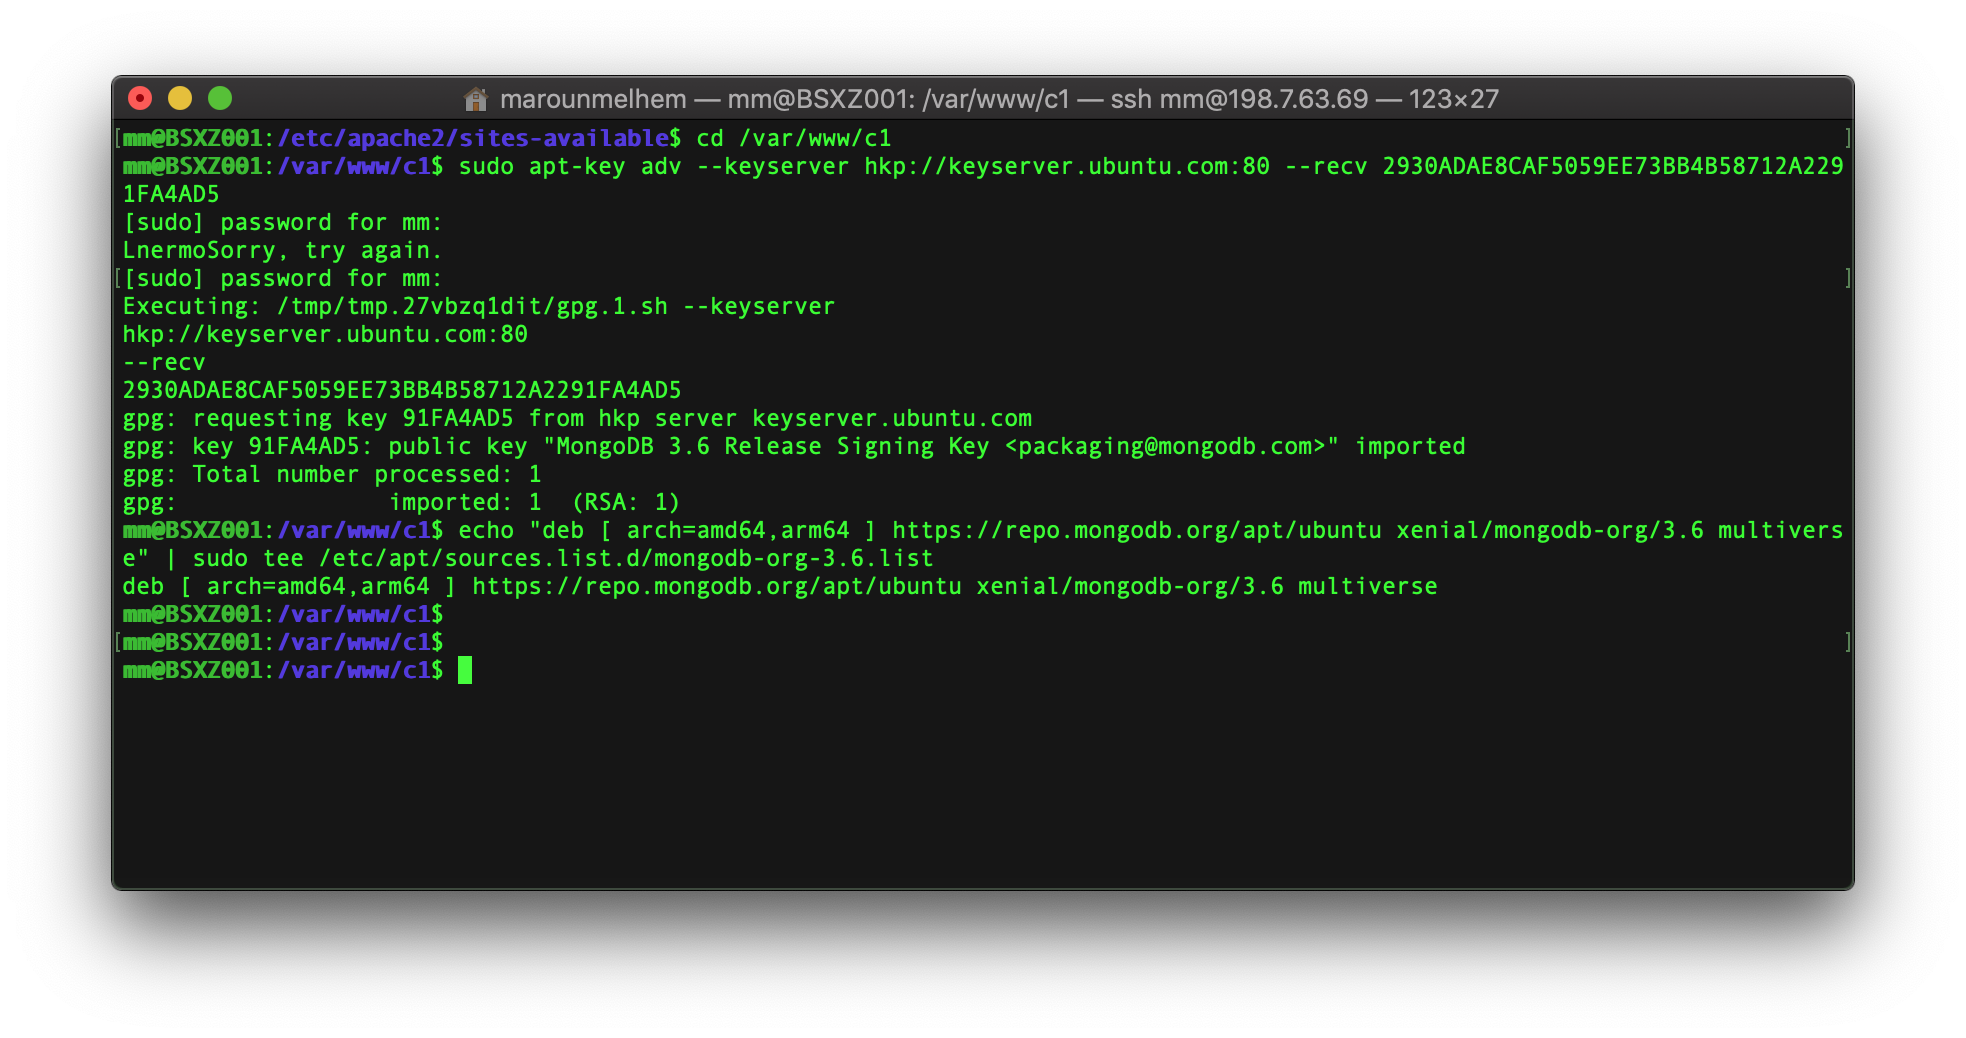 marounmelhem — mm@BSXZ001: /var/www/c1 — ssh mm@198.7.63.69 — 123×27
[mm@BSXZ001:/etc/apache2/sites-available$ cd /var/www/c1 ]
mm@BSXZ001:/var/www/c1$ sudo apt-key adv --keyserver hkp://keyserver.ubuntu.com:80 --recv 2930ADAE8CAF5059EE73BB4B58712A229
1FA4AD5
[sudo] password for mm:
LnermoSorry, try again.
[[sudo] password for mm: ]
Executing: /tmp/tmp.27vbzq1dit/gpg.1.sh --keyserver
hkp://keyserver.ubuntu.com:80
--recv
2930ADAE8CAF5059EE73BB4B58712A2291FA4AD5
gpg: requesting key 91FA4AD5 from hkp server keyserver.ubuntu.com
gpg: key 91FA4AD5: public key "MongoDB 3.6 Release Signing Key <packaging@mongodb.com>" imported
gpg: Total number processed: 1
gpg:               imported: 1  (RSA: 1)
mm@BSXZ001:/var/www/c1$ echo "deb [ arch=amd64,arm64 ] https://repo.mongodb.org/apt/ubuntu xenial/mongodb-org/3.6 multivers
e" | sudo tee /etc/apt/sources.list.d/mongodb-org-3.6.list
deb [ arch=amd64,arm64 ] https://repo.mongodb.org/apt/ubuntu xenial/mongodb-org/3.6 multiverse
mm@BSXZ001:/var/www/c1$
[mm@BSXZ001:/var/www/c1$ ]
mm@BSXZ001:/var/www/c1$